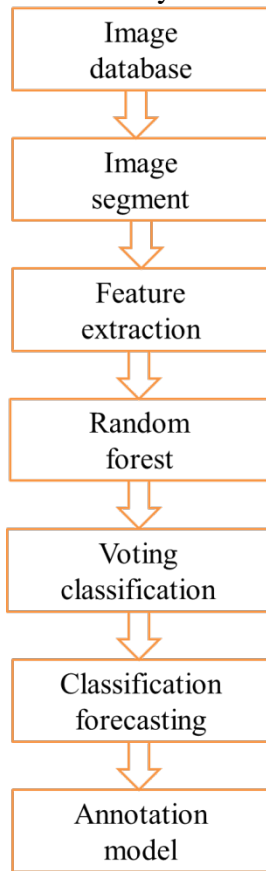 Image
database
Image
segment
Feature
extraction
Random
forest
Voting
classification
Classification
forecasting
Annotation
model